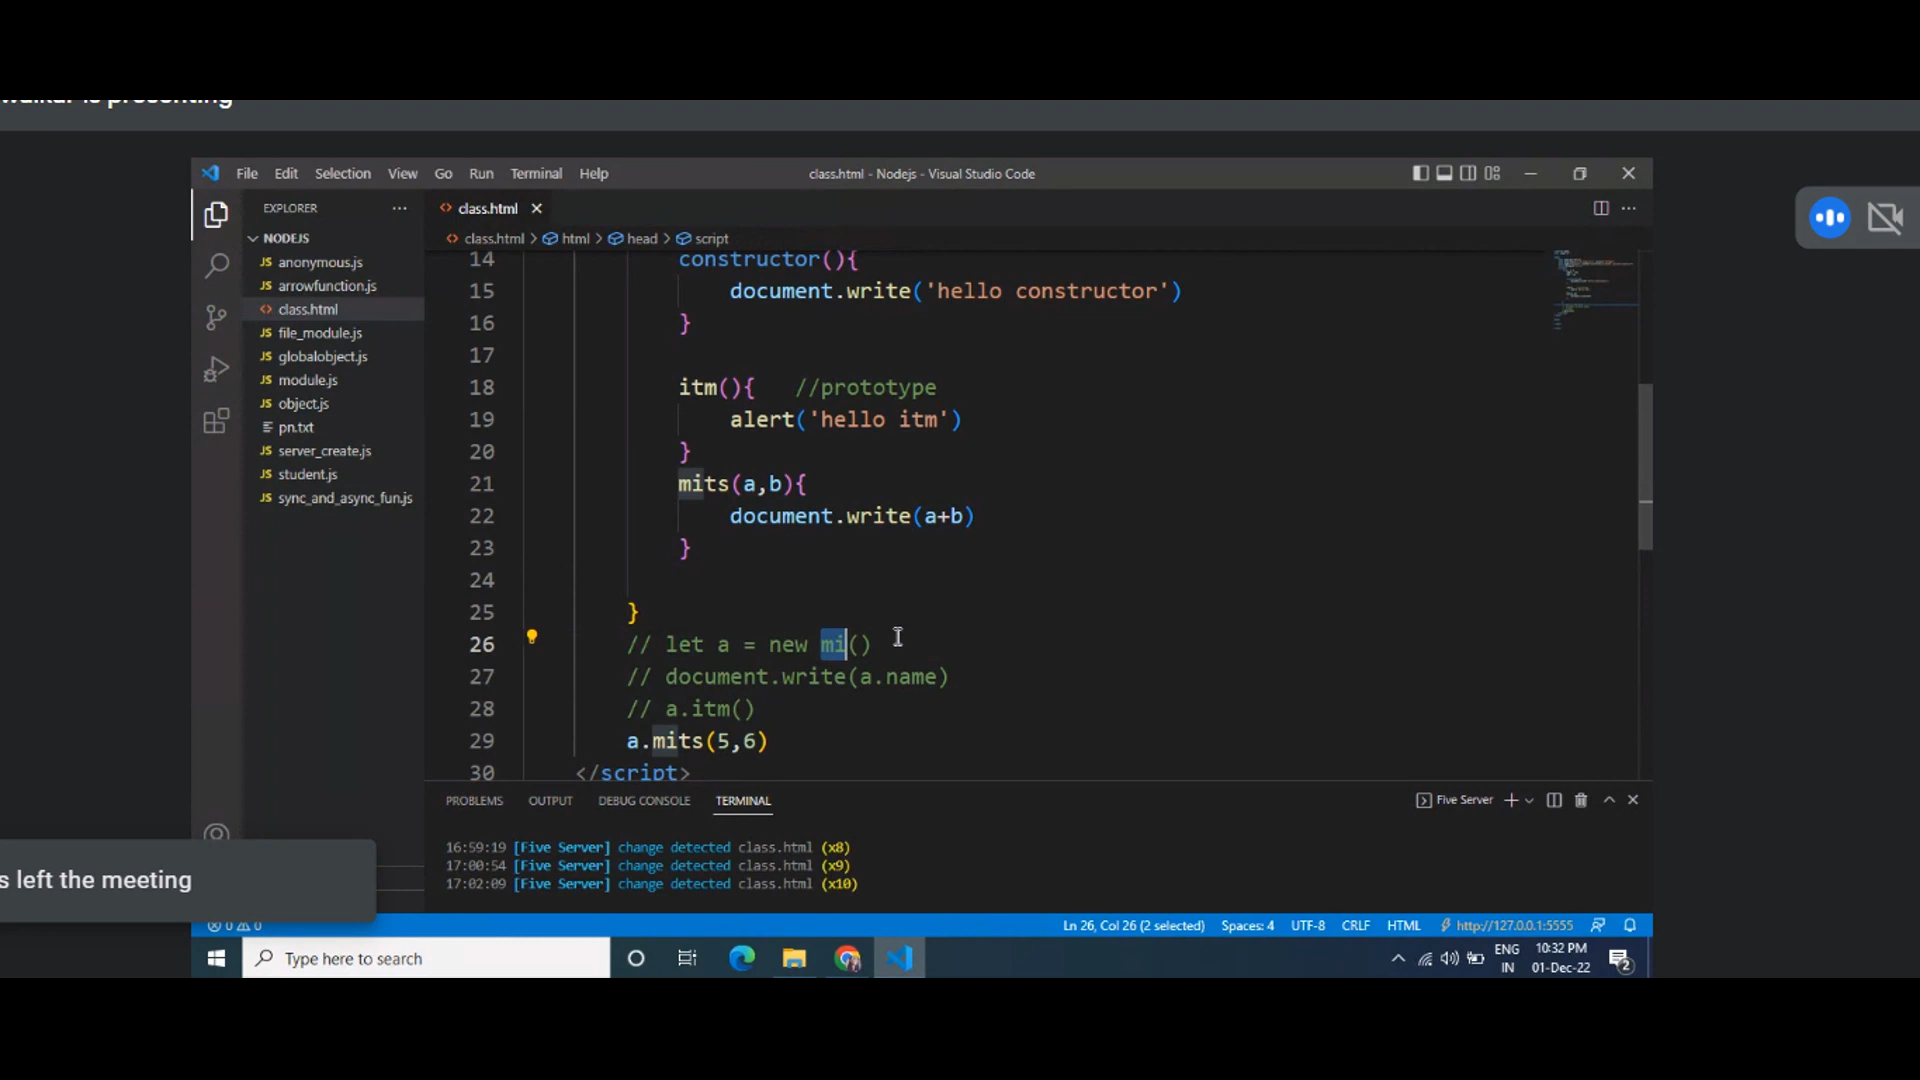 is presenting
File Edit Selection View Go Run Terminal Help
class.html - Nodejs - Visual Studio Code
EXPLORER
class.html
NODEJS
class.html > html > head > script
anonymous.js
arrowfunction.js
class.html
file_module.js
globalobject.js
module.js
object.js
pn.txt
server_create.js
student.js
sync_and_async_fun.js
14 constructor(){
15 document.write('hello constructor')
16 }
17
18 itm(){ //prototype
19 alert('hello itm')
20 }
21 mits(a,b){
22 document.write(a+b)
23 }
24
25 }
26 // let a = new mi()
27 // document.write(a.name)
28 // a.itm()
29 a.mits(5,6)
30 </script>
PROBLEMS OUTPUT DEBUG CONSOLE TERMINAL
Five Server
16:59:19 [Five Server] change detected class.html (x8)
17:00:54 [Five Server] change detected class.html (x9)
17:02:09 [Five Server] change detected class.html (x10)
s left the meeting
0 0
Ln 26, Col 26 (2 selected) Spaces: 4 UTF-8 CRLF HTML http://127.0.0.1:5555
Type here to search
ENG
IN
10:32 PM
01-Dec-22
2